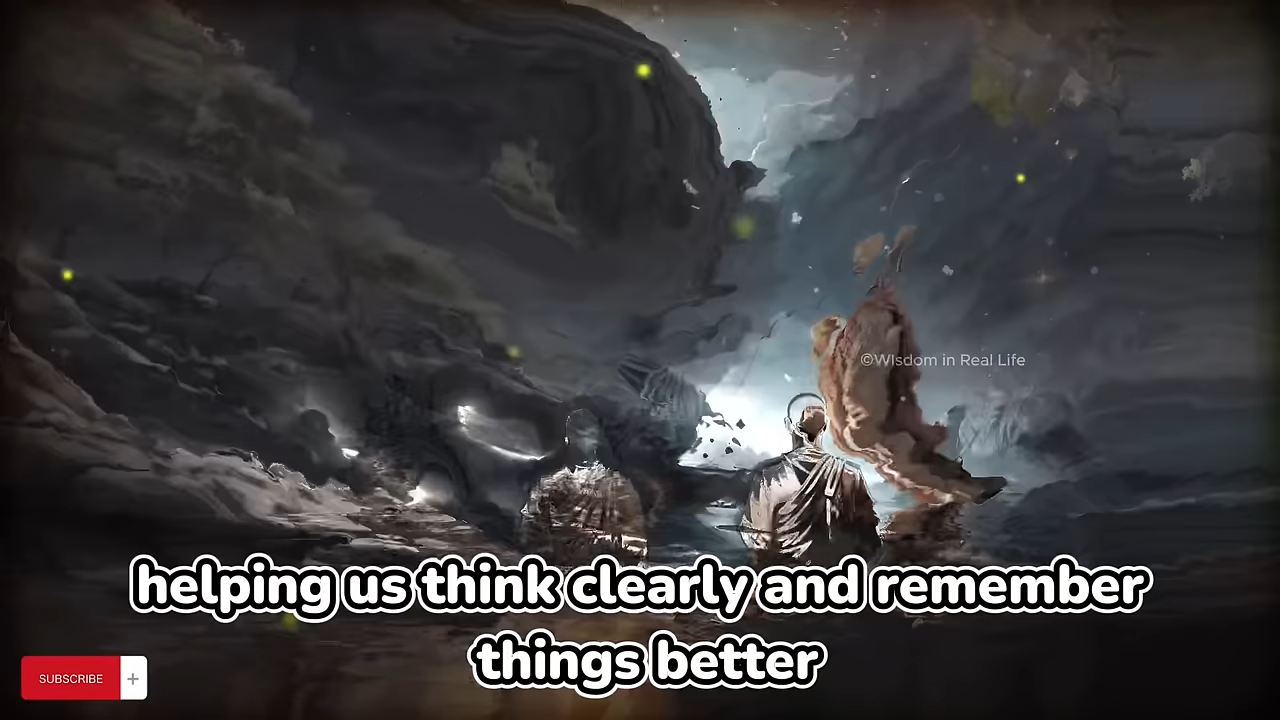 ©WIsdom in Real Life
helping us think clearly and remember
things better
SUBSCRIBE +